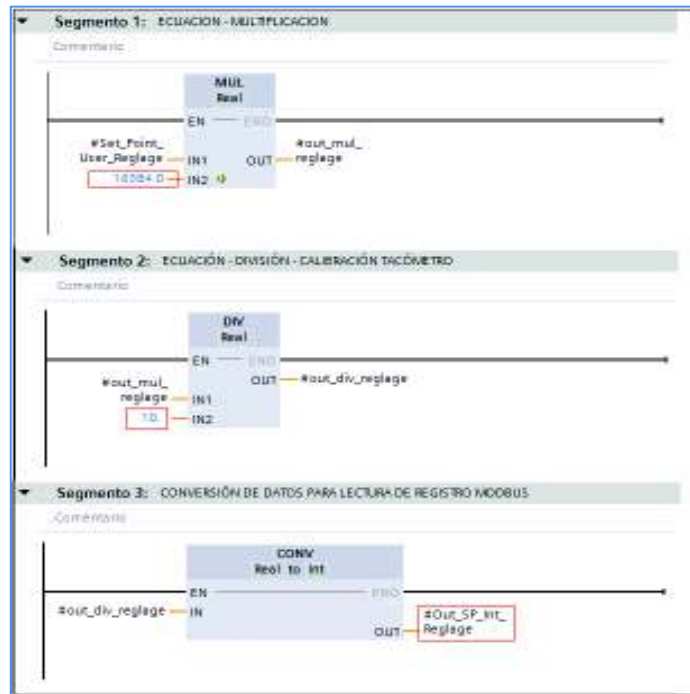 Segmento 1: ECUACION - MULTIPLICACION
Comentario
MUL
Real
EN ENO
#Set_Point_
User_Reglage IN1
#out_mul_
OUT reglage
IN2
Segmento 2: ECUACIÓN - DIVISIÓN - CALIBRACIÓN TACÓMETRO
Comentario
DIV
Real
EN ENO
#out_mul_
reglage IN1
OUT #out_div_reglage
10. IN2
Segmento 3: CONVERSIÓN DE DATOS PARA LECTURA DE REGISTRO MODBUS
Comentario
CONV
Real to Int
EN ENO
#out_div_reglage IN
#Out_SP_Int_
OUT Reglage